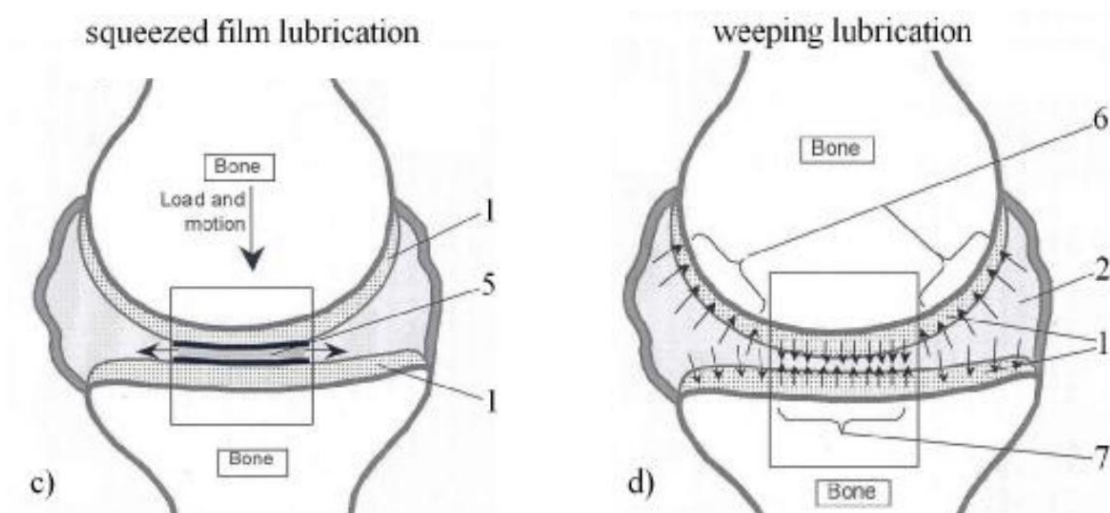 squeezed film lubrication
Bone
Load and
motion
1
5
1
Bone
c)
weeping lubrication
6
Bone
2
1
7
d)
Bone